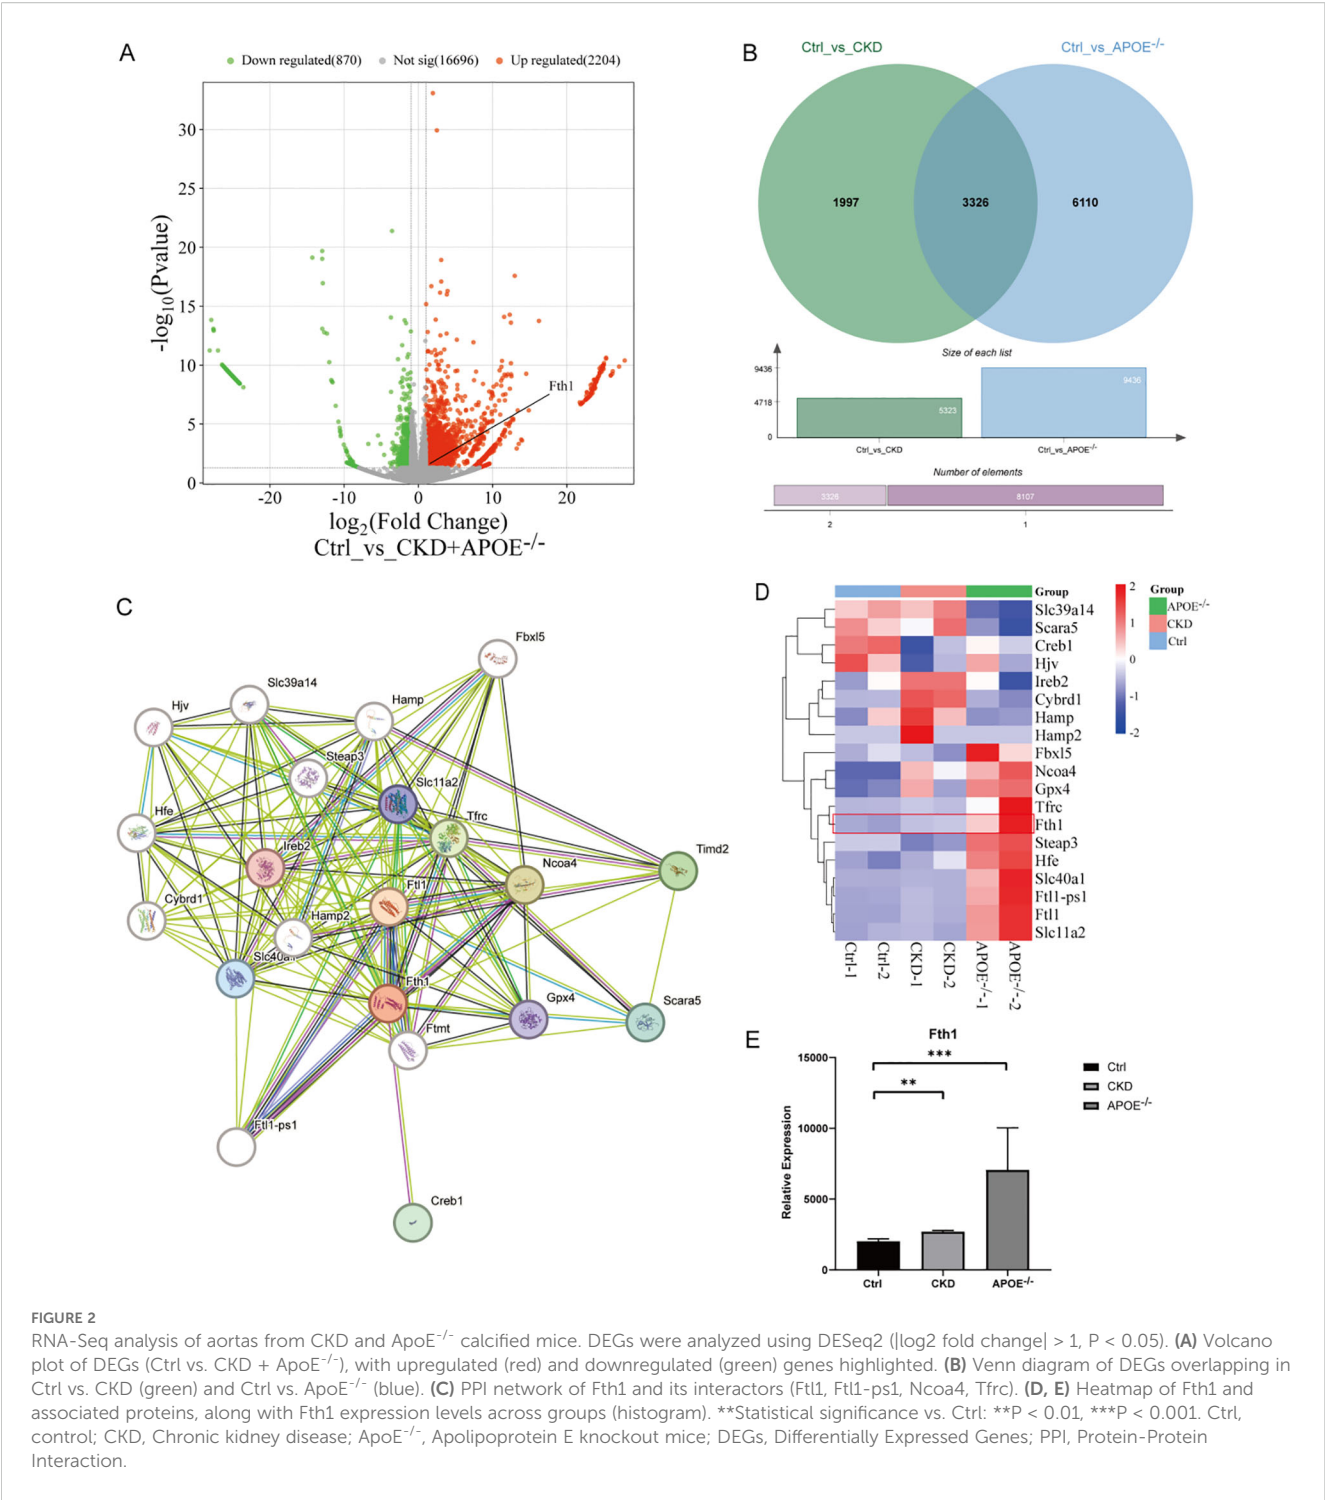 A
Down regulated(870)
Not sig(16696)
Up regulated(2204)
30
25
20
15
10
5
0
-log10(Pvalue)
Fth1
-20
-10
0
10
20
log2(Fold Change)
Ctrl_vs_CKD+APOE-/-
B
Ctrl_vs_CKD
Ctrl_vs_APOE-/-
1997
3326
6110
Size of each list
9436
4718
0
5323
9436
Ctrl_vs_CKD
Ctrl_vs_APOE-/-
Number of elements
3326
8107
2
1
C
Fbxl5
Slc39a14
Hjv
Hamp
Steap3
Slc11a2
Hfe
Tfrc
Ireb2
Timd2
Ncoa4
Ftl1
Cybrd1
Hamp2
Slc40a1
Fth1
Gpx4
Scara5
Ftmt
Ftl1-ps1
Creb1
D
Group
Slc39a14
Scara5
Creb1
Hjv
Ireb2
Cybrd1
Hamp
Hamp2
Fbxl5
Ncoa4
Gpx4
Tfrc
Fth1
Steap3
Hfe
Slc40a1
Ftl1-ps1
Ftl1
Slc11a2
Ctrl-1
Ctrl-2
CKD-1
CKD-2
APOE-/--1
APOE-/--2
2
1
0
-1
-2
Group
APOE-/-
CKD
Ctrl
E
Fth1
15000
10000
5000
0
Relative Expression
***
**
Ctrl
CKD
APOE-/-
Ctrl
CKD
APOE-/-
FIGURE 2
RNA-Seq analysis of aortas from CKD and ApoE-/- calcified mice. DEGs were analyzed using DESeq2 (|log2 fold change| > 1, P < 0.05). (A) Volcano
plot of DEGs (Ctrl vs. CKD + ApoE-/-), with upregulated (red) and downregulated (green) genes highlighted. (B) Venn diagram of DEGs overlapping in
Ctrl vs. CKD (green) and Ctrl vs. ApoE-/- (blue). (C) PPI network of Fth1 and its interactors (Ftl1, Ftl1-ps1, Ncoa4, Tfrc). (D, E) Heatmap of Fth1 and
associated proteins, along with Fth1 expression levels across groups (histogram). **Statistical significance vs. Ctrl: **P < 0.01, ***P < 0.001. Ctrl,
control; CKD, Chronic kidney disease; ApoE-/-, Apolipoprotein E knockout mice; DEGs, Differentially Expressed Genes; PPI, Protein-Protein
Interaction.